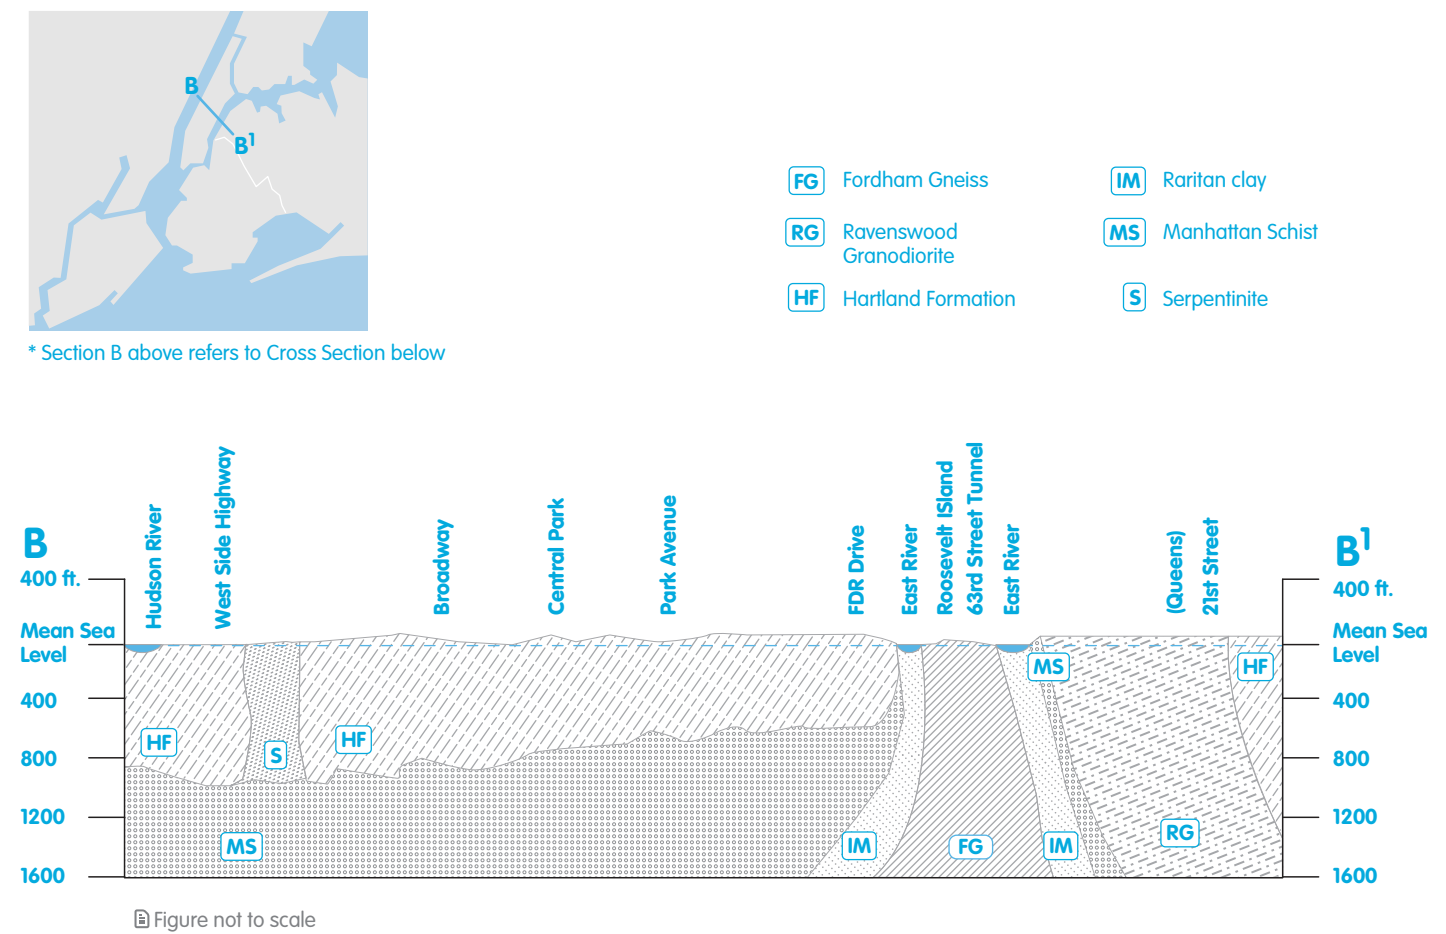 B
B1
* Section B above refers to Cross Section below
FG Fordham Gneiss
IM Raritan clay
RG Ravenswood
Granodiorite
MS Manhattan Schist
HF Hartland Formation
S Serpentinite
B
400 ft.
Mean Sea
Level
400
800
1200
1600
Hudson River
West Side Highway
Broadway
Central Park
Park Avenue
FDR Drive
East River
Roosevelt ISland
63rd Street Tunnel
East River
(Queens)
21st Street
B1
400 ft.
Mean Sea
Level
400
800
1200
1600
HF
S
HF
MS
IM
FG
IM
MS
RG
HF
Figure not to scale